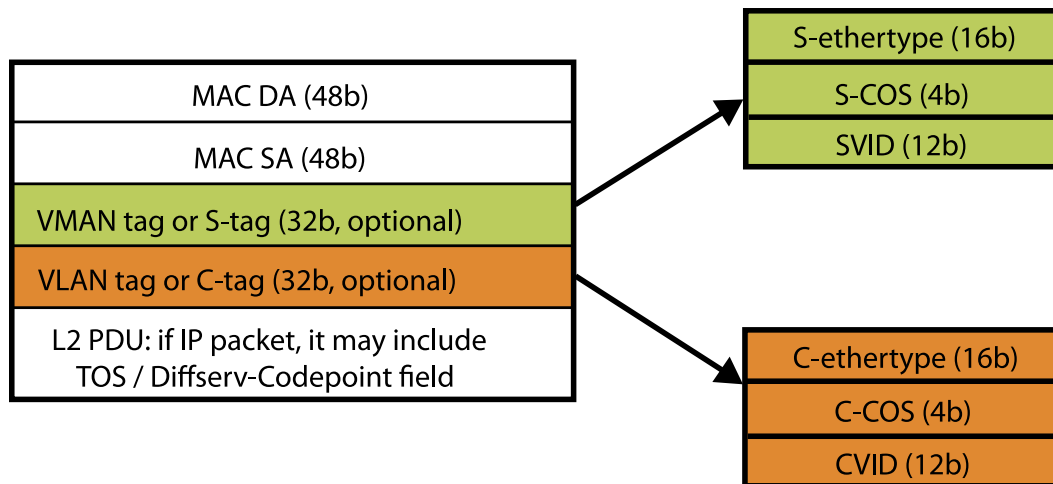 MAC DA (48b)
MAC SA (48b)
VMAN tag or S-tag (32b, optional)
VLAN tag or C-tag (32b, optional)
L2 PDU: if IP packet, it may include
TOS / Diffserv-Codepoint field
S-ethertype (16b)
S-COS (4b)
SVID (12b)
C-ethertype (16b)
C-COS (4b)
CVID (12b)